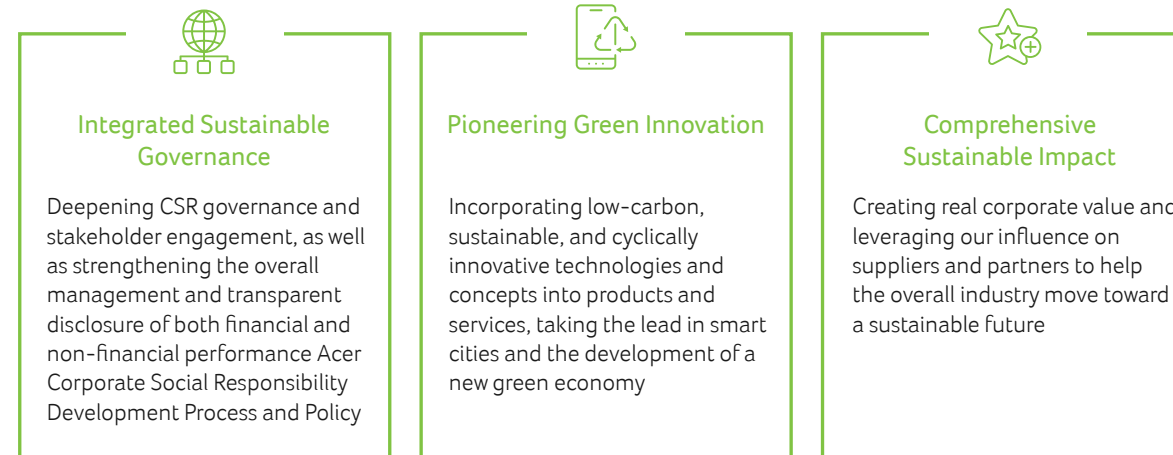 Integrated Sustainable
Governance
Deepening CSR governance and
stakeholder engagement, as well
as strengthening the overall
management and transparent
disclosure of both financial and
non-financial performance Acer
Corporate Social Responsibility
Development Process and Policy
Pioneering Green Innovation
Incorporating low-carbon,
sustainable, and cyclically
innovative technologies and
concepts into products and
services, taking the lead in smart
cities and the development of a
new green economy
Comprehensive
Sustainable Impact
Creating real corporate value and
leveraging our influence on
suppliers and partners to help
the overall industry move toward
a sustainable future